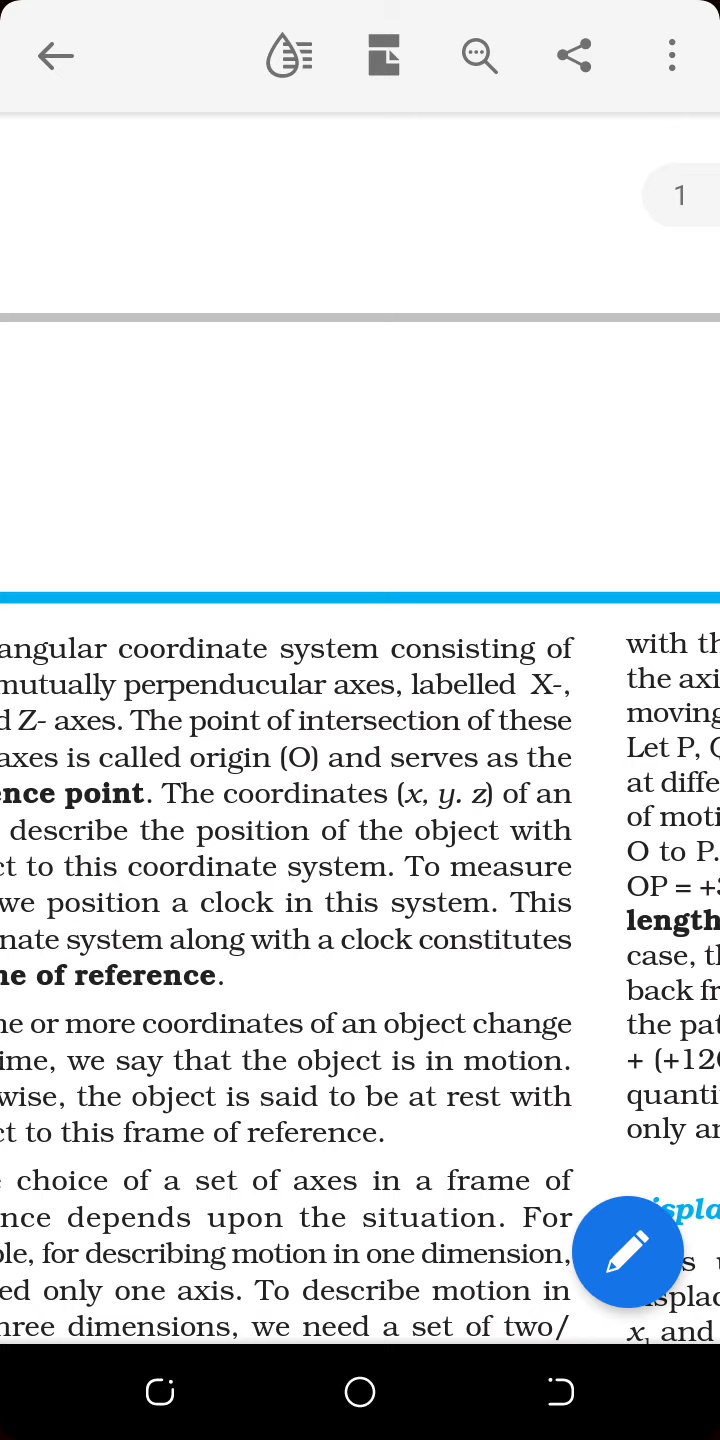 1
angular coordinate system consisting of
mutually perpenducular axes, labelled X-,
d Z- axes. The point of intersection of these
axes is called origin (O) and serves as the
ence point. The coordinates (x, y. z) of an
describe the position of the object with
ct to this coordinate system. To measure
we position a clock in this system. This
nate system along with a clock constitutes
ne of reference.
ne or more coordinates of an object change
ime, we say that the object is in motion.
wise, the object is said to be at rest with
ct to this frame of reference.
e choice of a set of axes in a frame of
nce depends upon the situation. For
ple, for describing motion in one dimension,
ed only one axis. To describe motion in
hree dimensions, we need a set of two/
with th
the axi
moving
Let P, Q
at diffe
of moti
O to P.
OP = +3
length
case, th
back fr
the pat
+ (+120
quanti
only an
ispla
s u
isplac
x₁ and